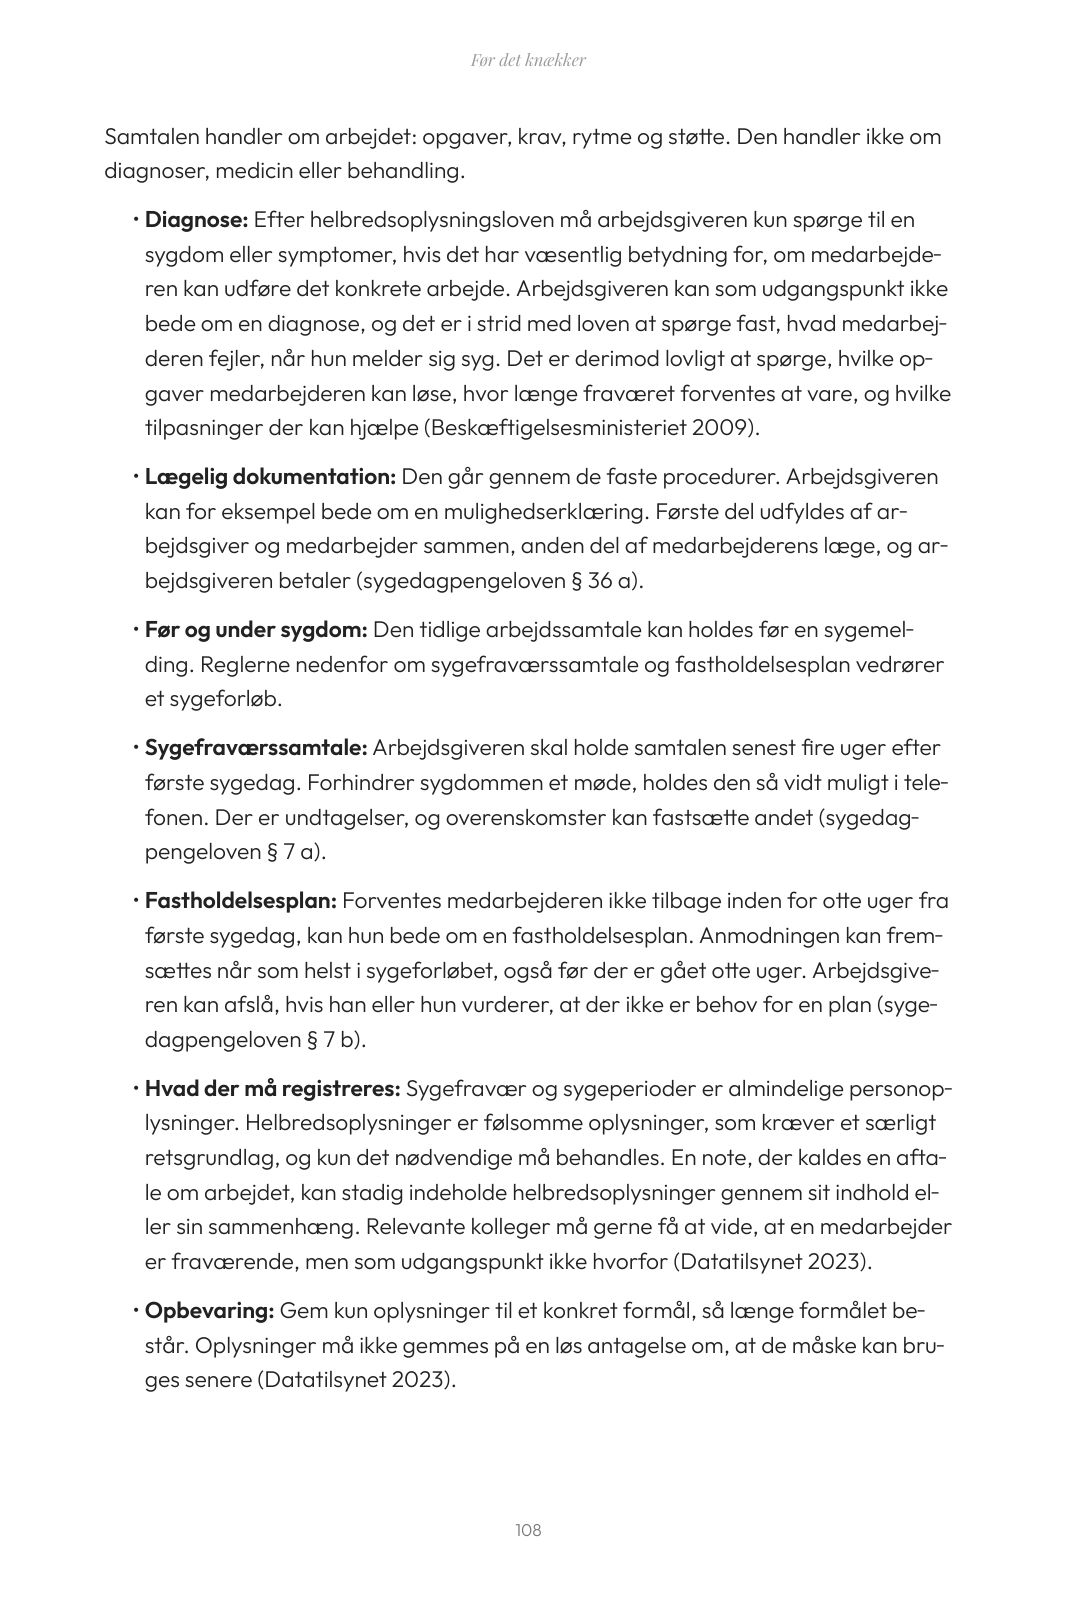 Før det knækker
Samtalen handler om arbejdet: opgaver, krav, rytme og støtte. Den handler ikke om
diagnoser, medicin eller behandling.
• Diagnose: Efter helbredsoplysningsloven må arbejdsgiveren kun spørge til en
sygdom eller symptomer, hvis det har væsentlig betydning for, om medarbejde-
ren kan udføre det konkrete arbejde. Arbejdsgiveren kan som udgangspunkt ikke
bede om en diagnose, og det er i strid med loven at spørge fast, hvad medarbej-
deren fejler, når hun melder sig syg. Det er derimod lovligt at spørge, hvilke op-
gaver medarbejderen kan løse, hvor længe fraværet forventes at vare, og hvilke
tilpasninger der kan hjælpe (Beskæftigelsesministeriet 2009).
• Lægelig dokumentation: Den går gennem de faste procedurer. Arbejdsgiveren
kan for eksempel bede om en mulighedserklæring. Første del udfyldes af ar-
bejdsgiver og medarbejder sammen, anden del af medarbejderens læge, og ar-
bejdsgiveren betaler (sygedagpengeloven § 36 a).
• Før og under sygdom: Den tidlige arbejdssamtale kan holdes før en sygemel-
ding. Reglerne nedenfor om sygefraværssamtale og fastholdelsesplan vedrører
et sygeforløb.
• Sygefraværssamtale: Arbejdsgiveren skal holde samtalen senest fire uger efter
første sygedag. Forhindrer sygdommen et møde, holdes den så vidt muligt i tele-
fonen. Der er undtagelser, og overenskomster kan fastsætte andet (sygedag-
pengeloven § 7 a).
• Fastholdelsesplan: Forventes medarbejderen ikke tilbage inden for otte uger fra
første sygedag, kan hun bede om en fastholdelsesplan. Anmodningen kan frem-
sættes når som helst i sygeforløbet, også før der er gået otte uger. Arbejdsgive-
ren kan afslå, hvis han eller hun vurderer, at der ikke er behov for en plan (syge-
dagpengeloven § 7 b).
• Hvad der må registreres: Sygefravær og sygeperioder er almindelige personop-
lysninger. Helbredsoplysninger er følsomme oplysninger, som kræver et særligt
retsgrundlag, og kun det nødvendige må behandles. En note, der kaldes en afta-
le om arbejdet, kan stadig indeholde helbredsoplysninger gennem sit indhold el-
ler sin sammenhæng. Relevante kolleger må gerne få at vide, at en medarbejder
er fraværende, men som udgangspunkt ikke hvorfor (Datatilsynet 2023).
• Opbevaring: Gem kun oplysninger til et konkret formål, så længe formålet be-
står. Oplysninger må ikke gemmes på en løs antagelse om, at de måske kan bru-
ges senere (Datatilsynet 2023).
108